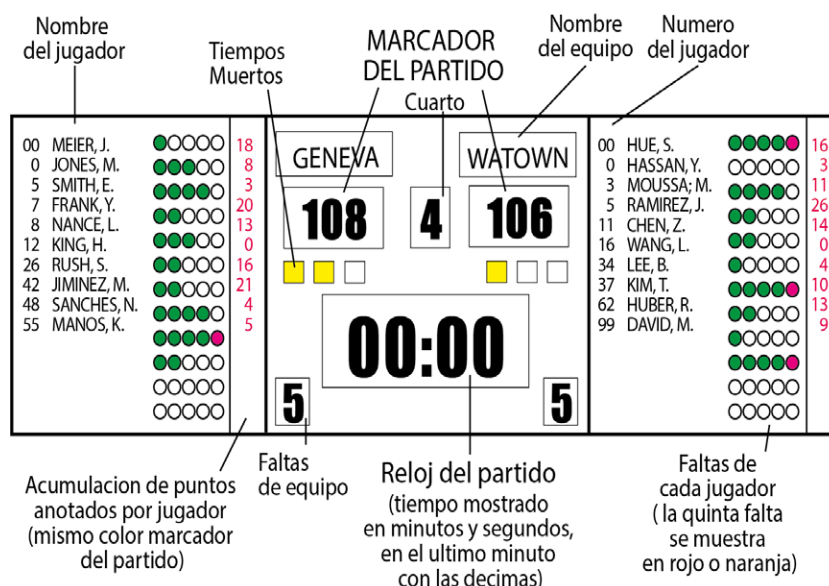 Nombre
del jugador
Tiempos
Muertos
MARCADOR
DEL PARTIDO
Cuarto
Nombre
del equipo
Numero
del jugador
00 MEIER, J. 18
0 JONES, M. 8
5 SMITH, E. 3
7 FRANK, Y. 20
8 NANCE, L. 13
12 KING, H. 0
26 RUSH, S. 16
42 JIMINEZ, M. 21
48 SANCHES, N. 4
55 MANOS, K. 5
GENEVA
WATOWN
108 4 106
00:00
5
5
00 HUE, S. 16
0 HASSAN, Y. 3
3 MOUSSA; M. 11
5 RAMIREZ, J. 26
11 CHEN, Z. 14
16 WANG, L. 0
34 LEE, B. 4
37 KIM, T. 10
62 HUBER, R. 13
99 DAVID, M. 9
Acumulacion de puntos
anotados por jugador
(mismo color marcador
del partido)
Faltas
de equipo
Reloj del partido
(tiempo mostrado
en minutos y segundos,
en el ultimo minuto
con las decimas)
Faltas de
cada jugador
( la quinta falta
se muestra
en rojo o naranja)